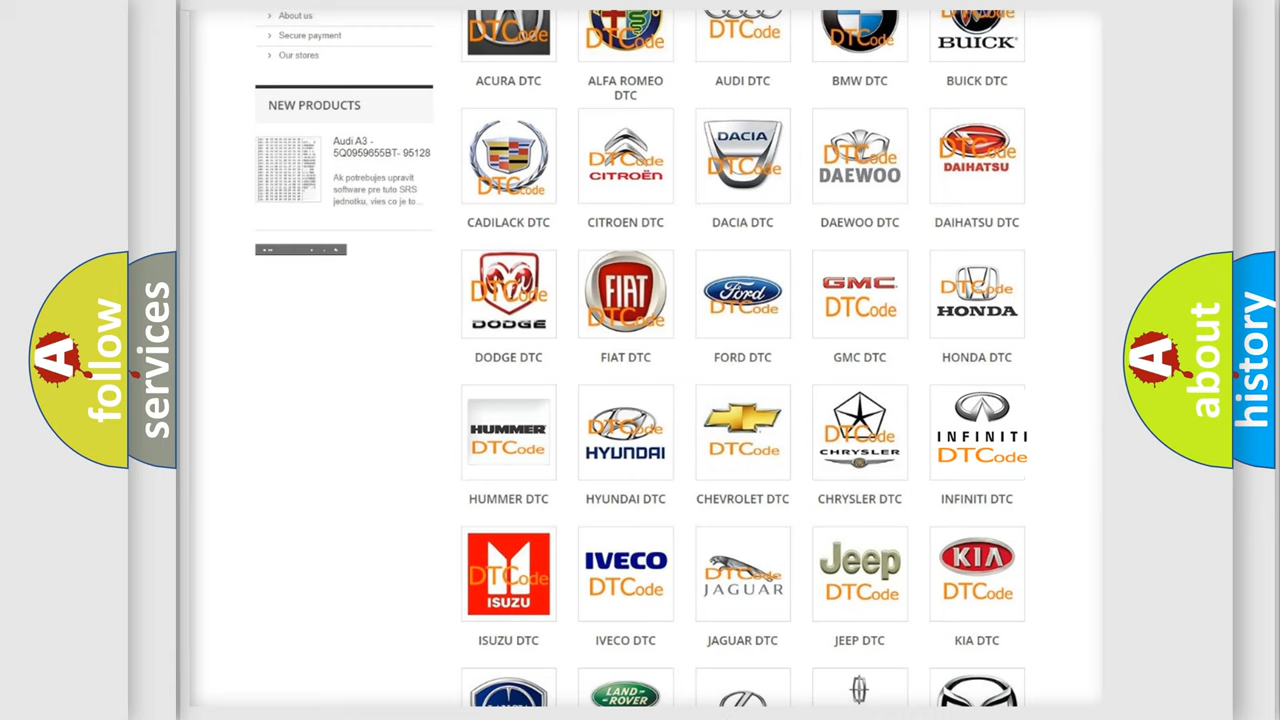 About us
Secure payment
Our stores
NEW PRODUCTS
Audi A3 -
5Q0959655BT- 95128
Ak potrebujes upravit
software pre tuto SRS
jednotku, vies co je to...
DTCode
DTCode
DTCode
DTCode
BUICK
ACURA DTC
ALFA ROMEO
DTC
AUDI DTC
BMW DTC
BUICK DTC
DTCode
DTCode
CITROËN
DACIA
DTCode
DTCode
DAEWOO
DTCode
DAIHATSU
CADILACK DTC
CITROEN DTC
DACIA DTC
DAEWOO DTC
DAIHATSU DTC
DTCode
DODGE
FIAT
DTCode
Ford
DTCode
GMC
DTCode
DTCode
HONDA
DODGE DTC
FIAT DTC
FORD DTC
GMC DTC
HONDA DTC
HUMMER
DTCode
DTCode
HYUNDAI
DTCode
DTCode
CHRYSLER
INFINITI
DTCode
HUMMER DTC
HYUNDAI DTC
CHEVROLET DTC
CHRYSLER DTC
INFINITI DTC
DTCode
ISUZU
IVECO
DTCode
DTCode
JAGUAR
Jeep
DTCode
KIA
DTCode
ISUZU DTC
IVECO DTC
JAGUAR DTC
JEEP DTC
KIA DTC
LAND-
ROVER
A
follow
services
A
about
history